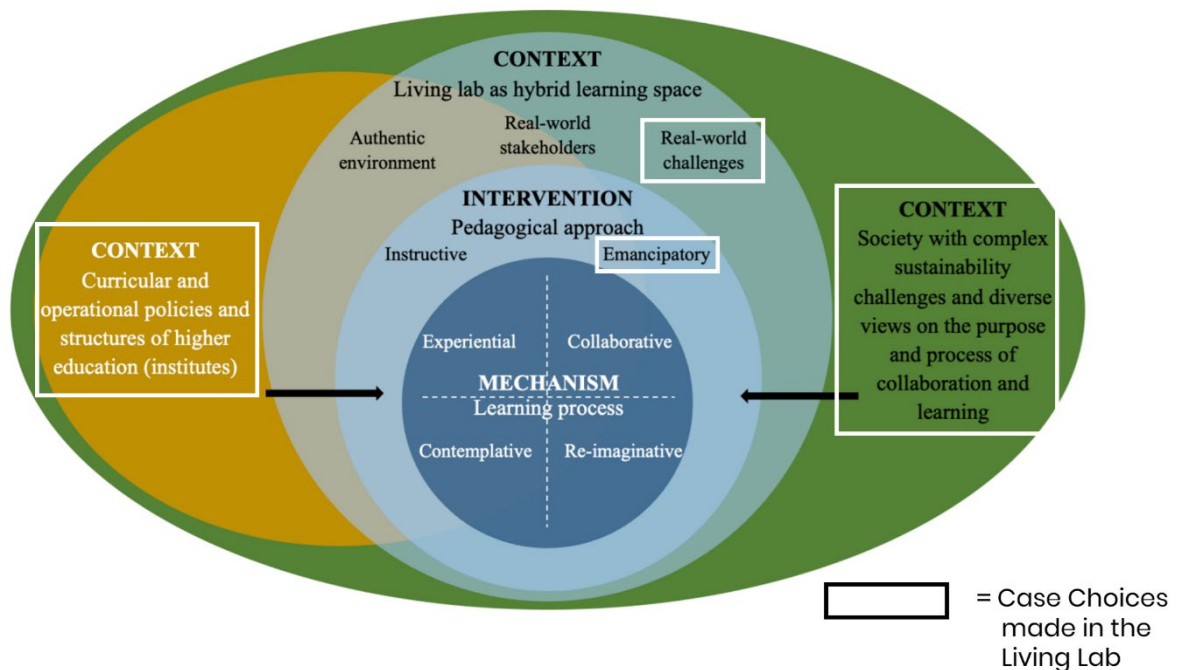 CONTEXT
Living lab as hybrid learning space
Authentic
environment
Real-world
stakeholders
Real-world
challenges
INTERVENTION
Pedagogical approach
Instructive
Emancipatory
CONTEXT
Curricular and
operational policies and
structures of higher
education (institutes)
Experiential
Collaborative
MECHANISM
Learning process
Contemplative
Re-imaginative
CONTEXT
Society with complex
sustainability
challenges and diverse
views on the purpose
and process of
collaboration and
learning
= Case Choices
made in the
Living Lab